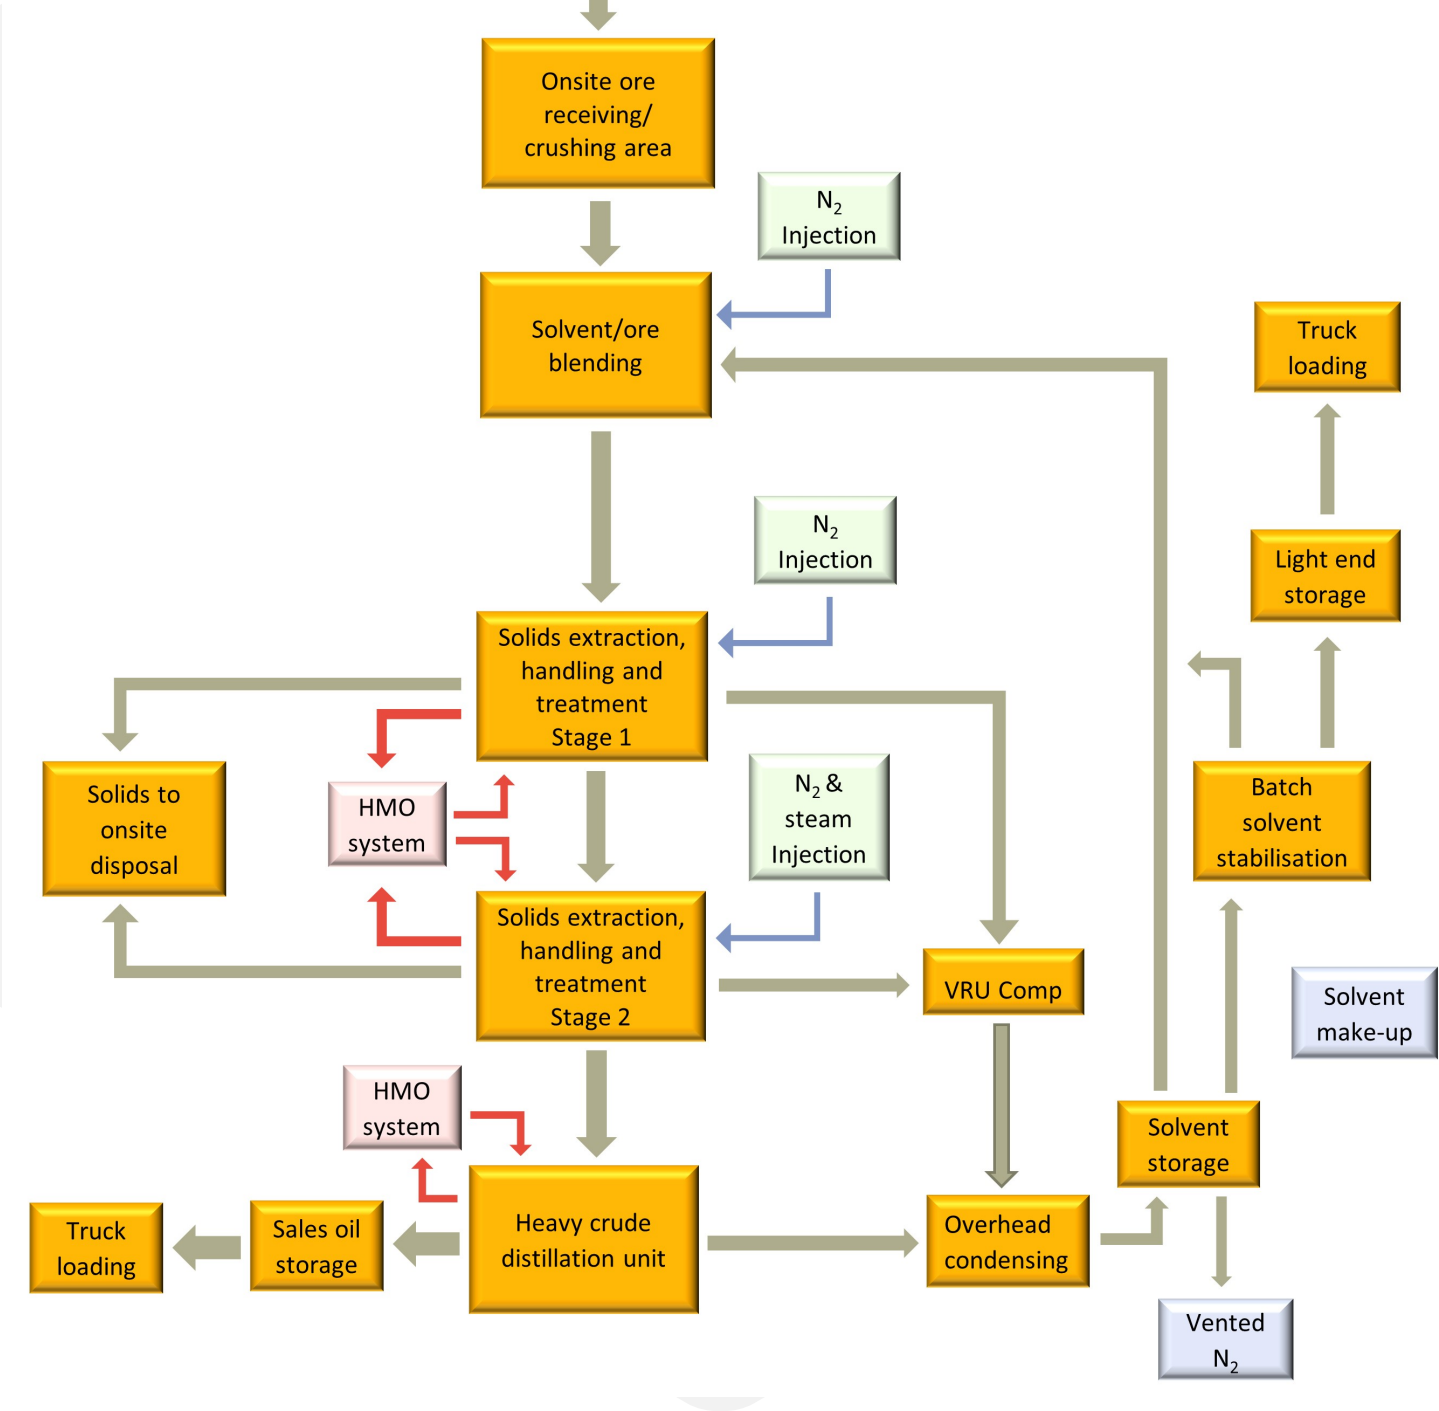 Onsite ore
receiving/
crushing area
N2
Injection
Solvent/ore
blending
Truck
loading
N2
Injection
Light end
storage
Solids extraction,
handling and
treatment
Stage 1
Solids to
onsite
disposal
HMO
system
N2 &
steam
Injection
Batch
solvent
stabilisation
Solids extraction,
handling and
treatment
Stage 2
VRU Comp
Solvent
make-up
HMO
system
Solvent
storage
Truck
loading
Sales oil
storage
Heavy crude
distillation unit
Overhead
condensing
Vented
N2